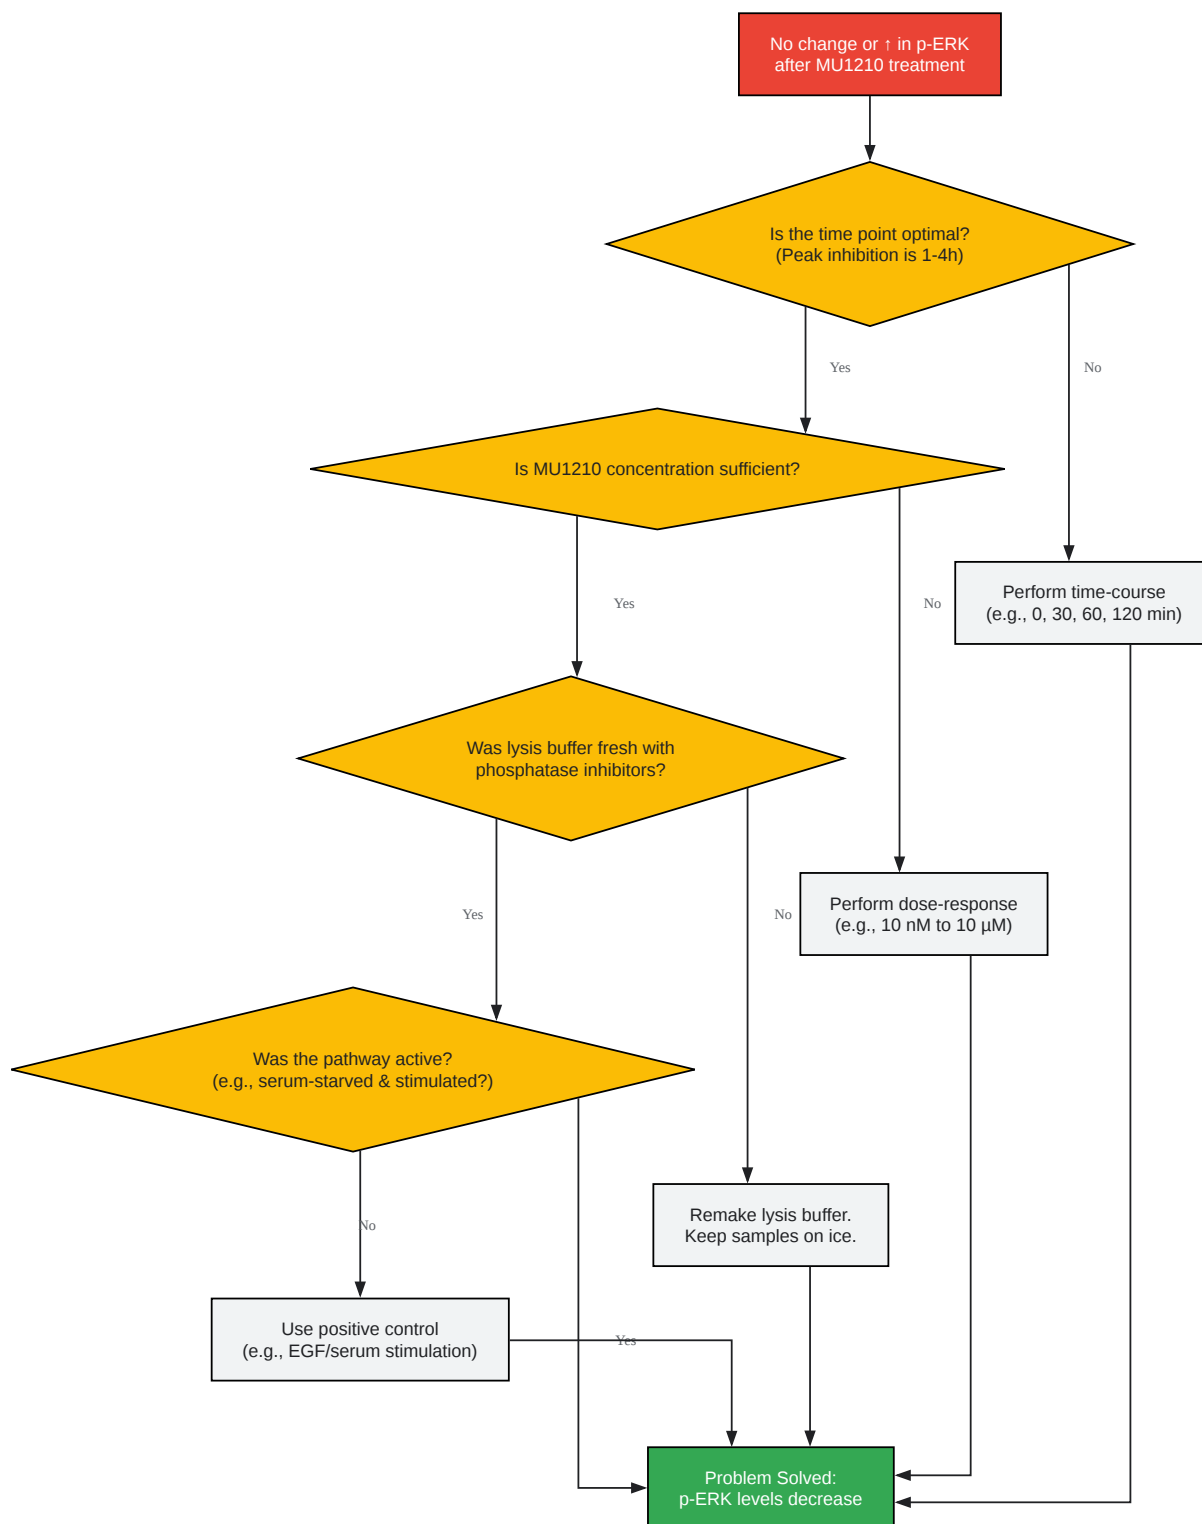 No change or ↑ in p-ERK
after MU1210 treatment
Is the time point optimal?
(Peak inhibition is 1-4h)
Yes
No
Is MU1210 concentration sufficient?
Yes
No
Perform time-course
(e.g., 0, 30, 60, 120 min)
Was lysis buffer fresh with
phosphatase inhibitors?
Yes
No
Perform dose-response
(e.g., 10 nM to 10 µM)
Was the pathway active?
(e.g., serum-starved & stimulated?)
No
Remake lysis buffer.
Keep samples on ice.
Use positive control
(e.g., EGF/serum stimulation)
Yes
Problem Solved:
p-ERK levels decrease